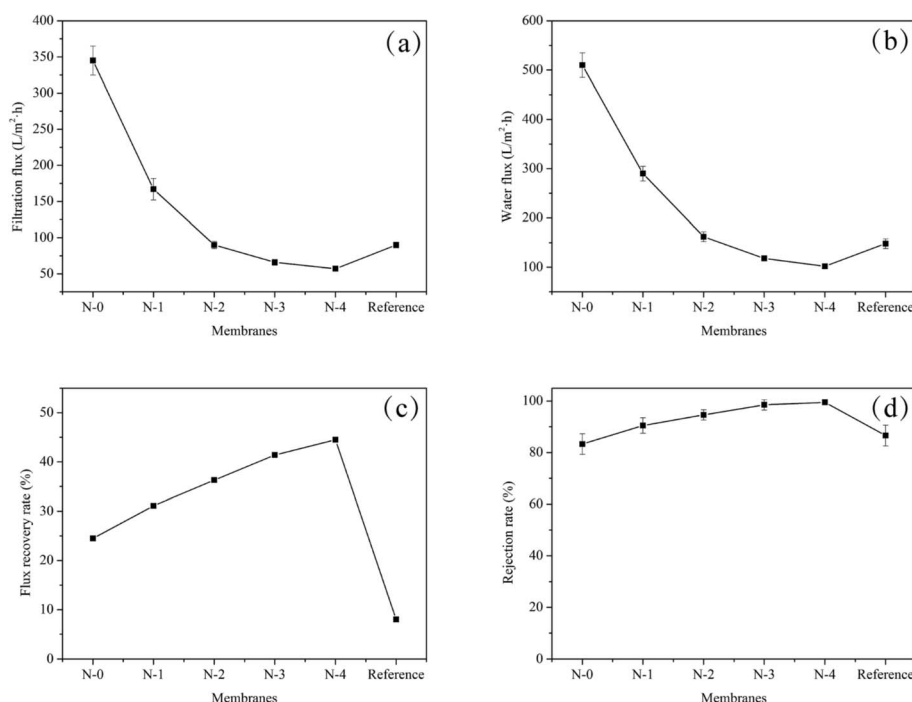 (a)
Filtration flux (L/m²·h)
400
350
300
250
200
150
100
50
N-0 N-1 N-2 N-3 N-4 Reference
Membranes
(b)
Water flux (L/m²·h)
600
500
400
300
200
100
N-0 N-1 N-2 N-3 N-4 Reference
Membranes
(c)
Flux recovery rate (%)
50
40
30
20
10
0
N-0 N-1 N-2 N-3 N-4 Reference
Membranes
(d)
Rejection rate (%)
100
80
60
40
20
0
N-0 N-1 N-2 N-3 N-4 Reference
Membranes